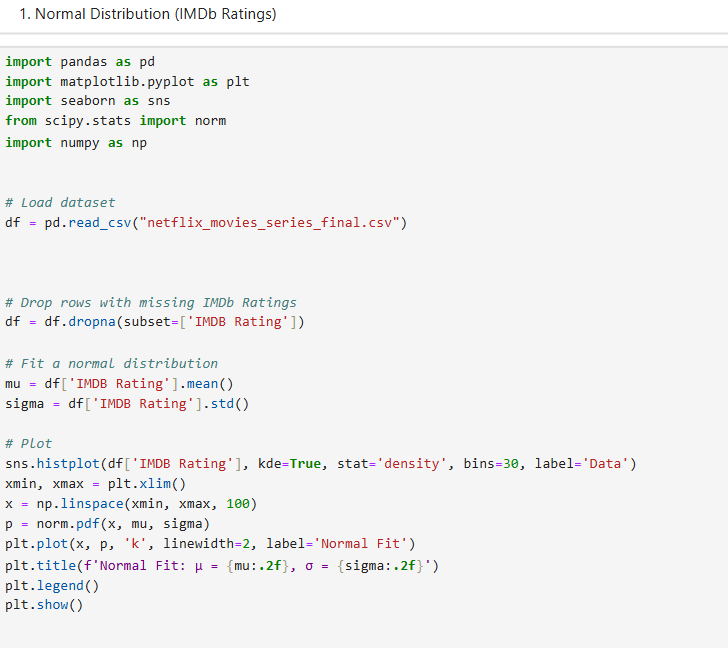 1. Normal Distribution (IMDb Ratings)
import pandas as pd
import matplotlib.pyplot as plt
import seaborn as sns
from scipy.stats import norm
import numpy as np
# Load dataset
df = pd.read_csv("netflix_movies_series_final.csv")
# Drop rows with missing IMDb Ratings
df = df.dropna(subset=['IMDB Rating'])
# Fit a normal distribution
mu = df['IMDB Rating'].mean()
sigma = df['IMDB Rating'].std()
# Plot
sns.histplot(df['IMDB Rating'], kde=True, stat='density', bins=30, label='Data')
xmin, xmax = plt.xlim()
x = np.linspace(xmin, xmax, 100)
p = norm.pdf(x, mu, sigma)
plt.plot(x, p, 'k', linewidth=2, label='Normal Fit')
plt.title(f'Normal Fit: μ = {mu:.2f}, σ = {sigma:.2f}')
plt.legend()
plt.show()